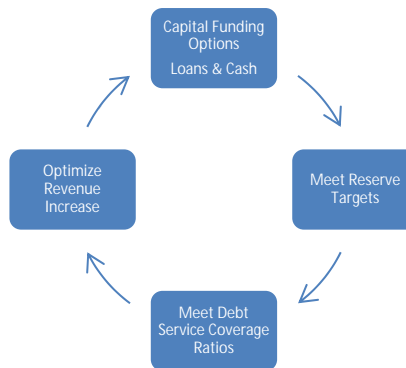 Capital Funding
Options
Loans & Cash
Meet Reserve
Targets
Meet Debt
Service Coverage
Ratios
Optimize
Revenue
Increase